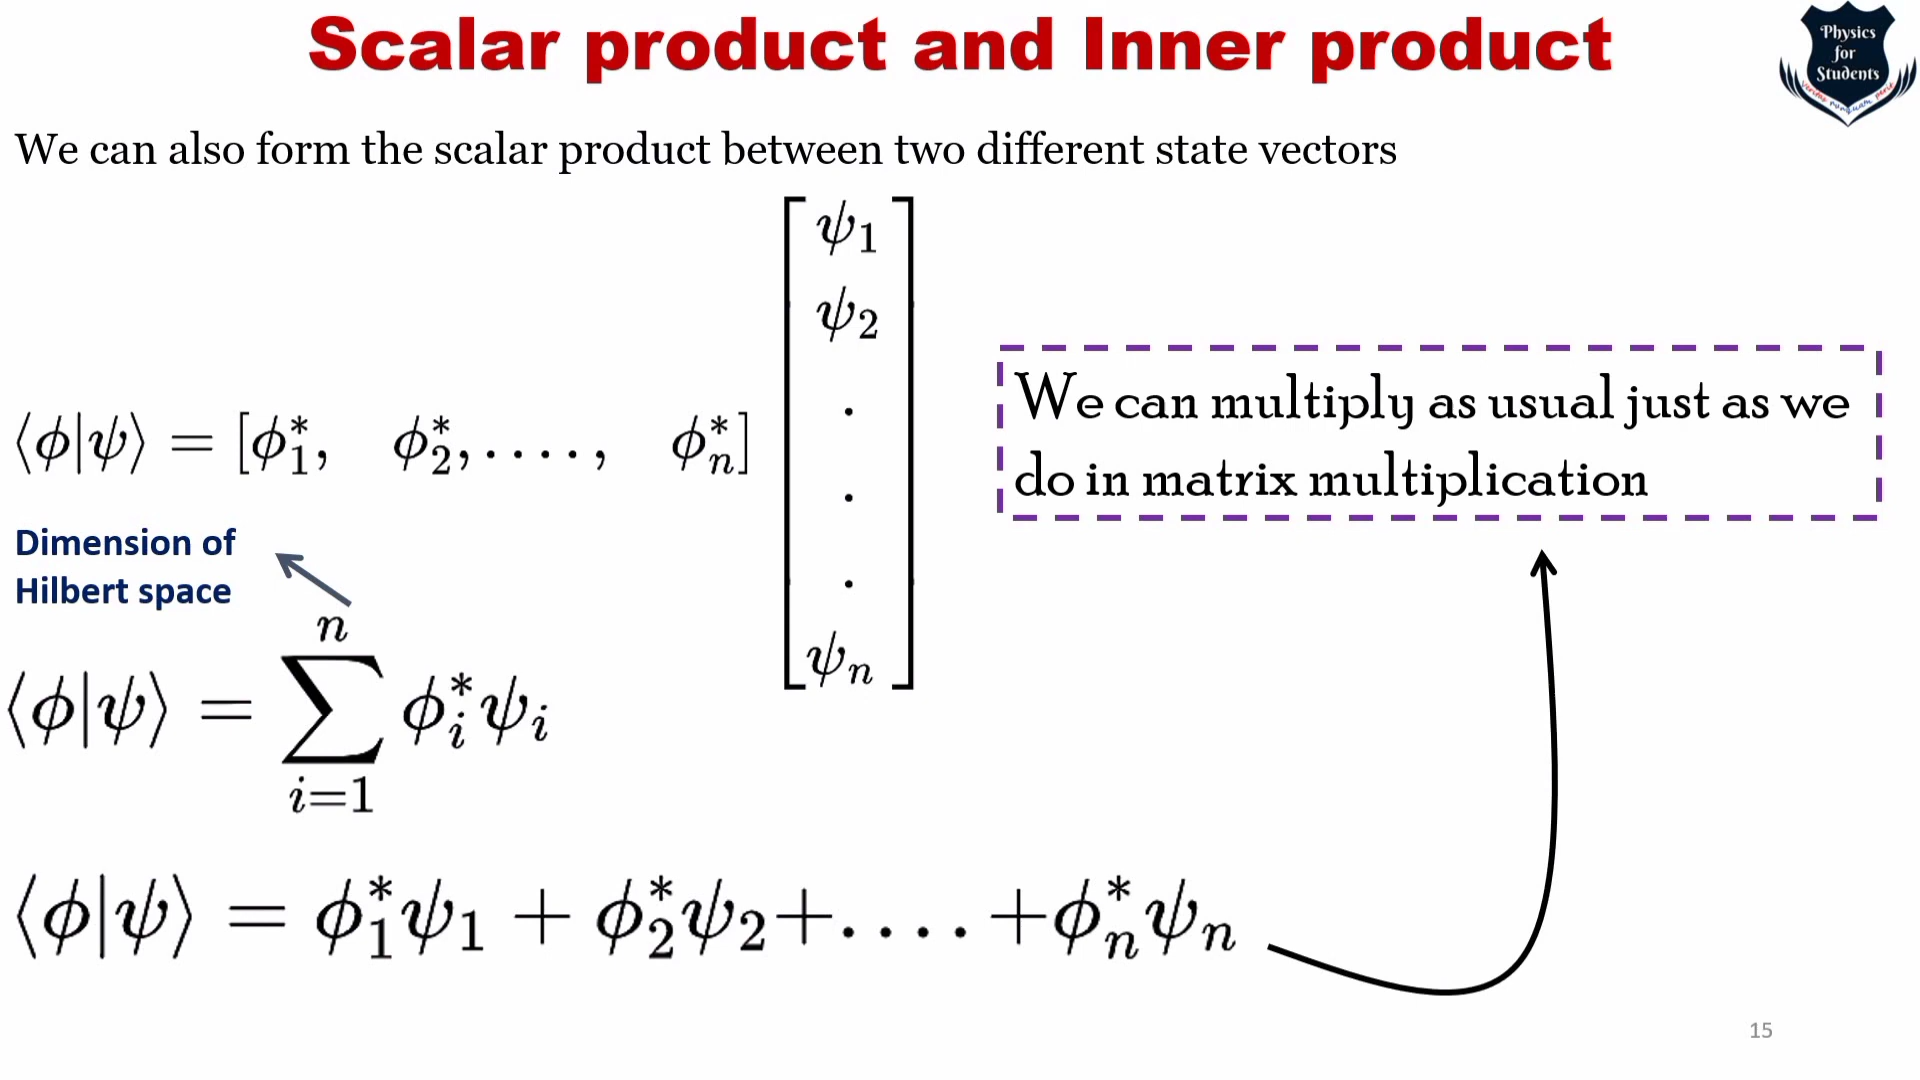 Scalar product and Inner product
Physics
for
Students
We can also form the scalar product between two different state vectors
⟨ϕ|ψ⟩ = [ϕ₁*, ϕ₂*,...., ϕₙ*]
ψ₁
ψ₂
.
.
.
ψₙ
We can multiply as usual just as we
do in matrix multiplication
Dimension of
Hilbert space
n
⟨ϕ|ψ⟩ = ∑ ϕᵢ*ψᵢ
i=1
⟨ϕ|ψ⟩ = ϕ₁*ψ₁ + ϕ₂*ψ₂+....+ϕₙ*ψₙ
15